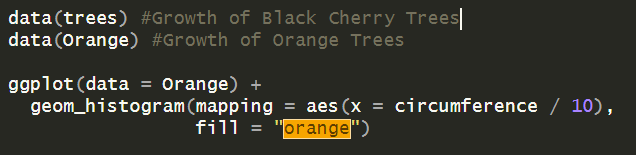 data(trees) #Growth of Black Cherry Trees
data(Orange) #Growth of Orange Trees
ggplot(data = Orange) +
geom_histogram(mapping = aes(x = circumference / 10),
fill = "orange")